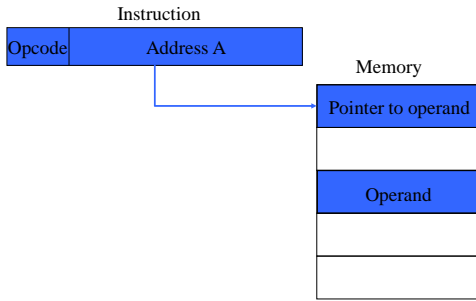 Instruction
Opcode Address A
Memory
Pointer to operand
Operand